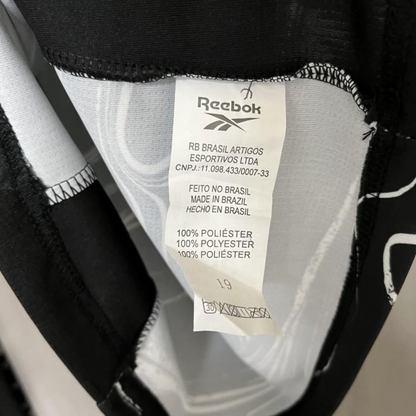 Reebok
RB BRASIL ARTIGOS
ESPORTIVOS LTDA
CNPJ.:11.098.433/0007-33
FEITO NO BRASIL
MADE IN BRAZIL
HECHO EN BRASIL
100% POLIÉSTER
100% POLYESTER
100% POLIÉSTER
19